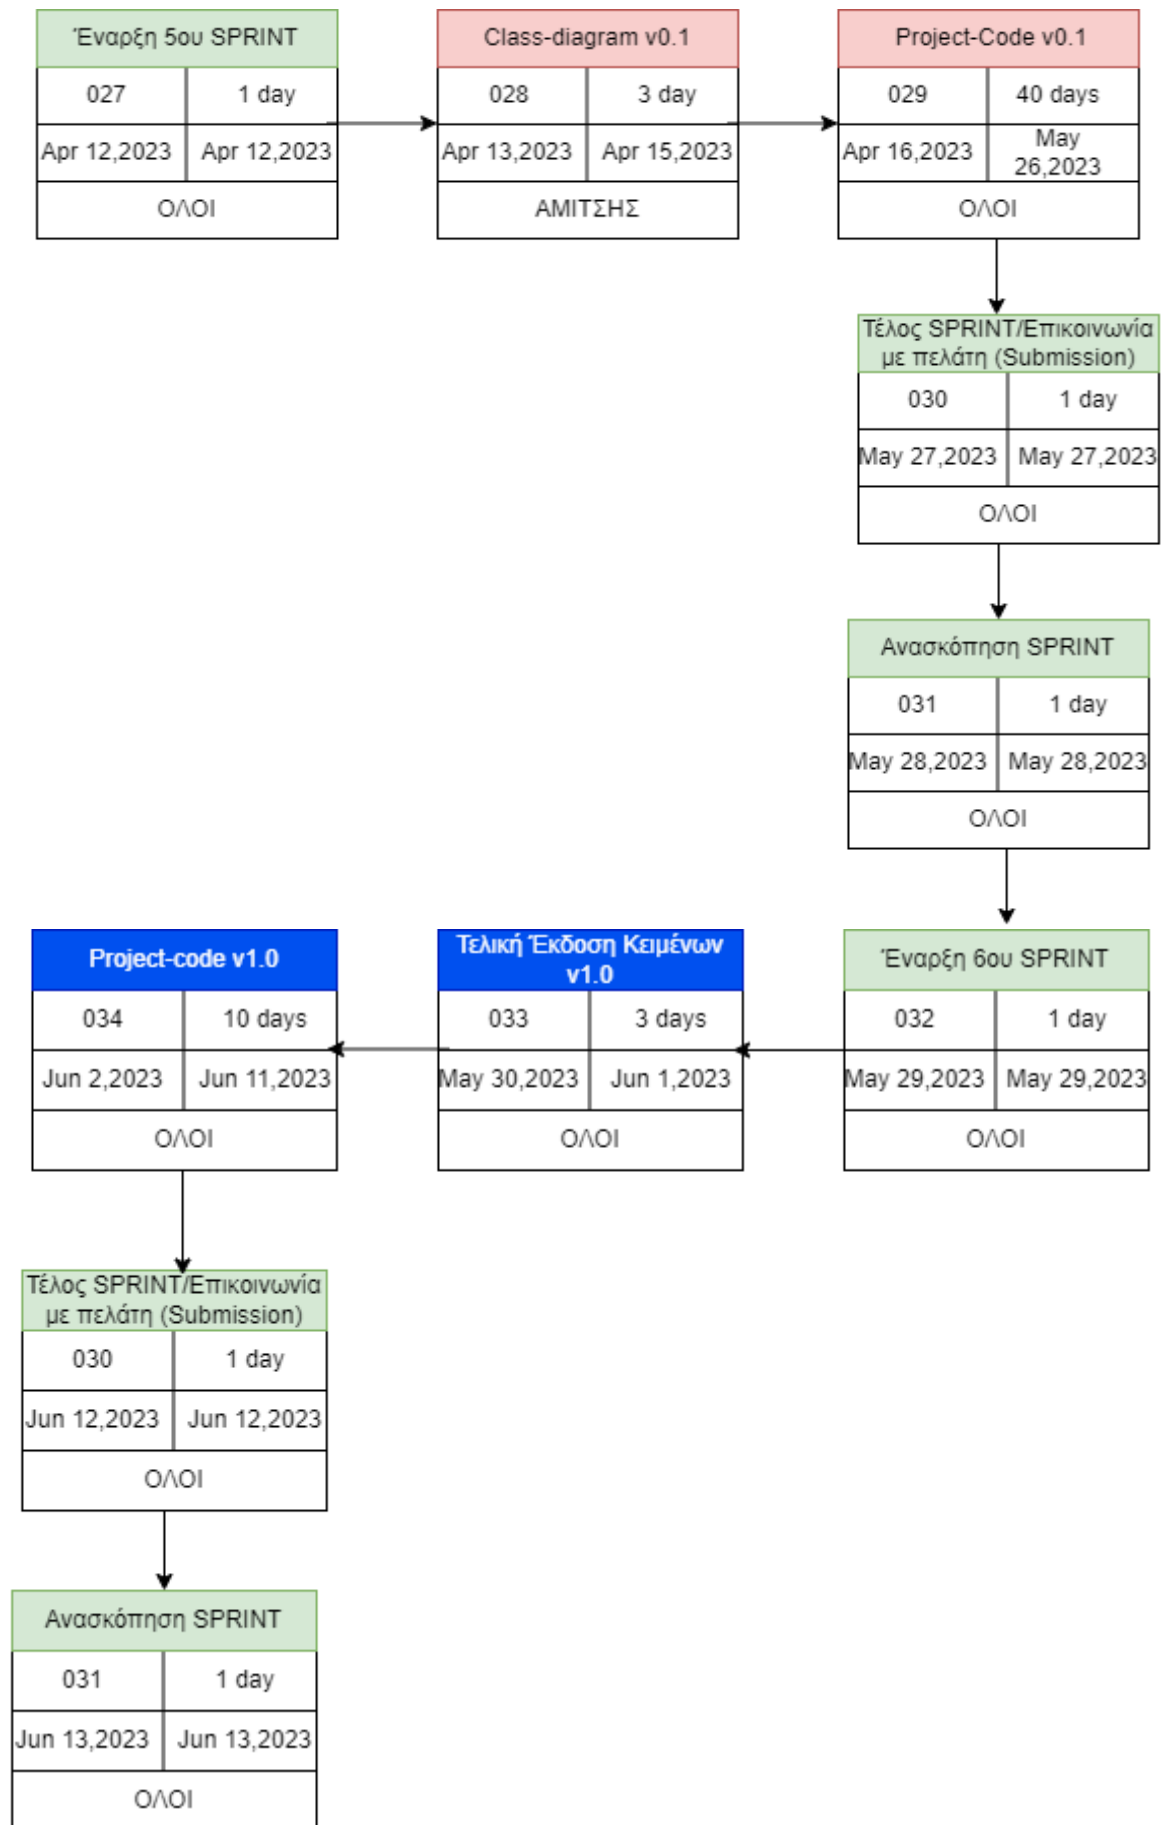 Έναρξη 5ου SPRINT
027 1 day
Apr 12,2023 Apr 12,2023
ΟΛΟΙ
Class-diagram v0.1
028 3 day
Apr 13,2023 Apr 15,2023
ΑΜΙΤΣΗΣ
Project-Code v0.1
029 40 days
Apr 16,2023 May
26,2023
ΟΛΟΙ
Τέλος SPRINT/Επικοινωνία
με πελάτη (Submission)
030 1 day
May 27,2023 May 27,2023
ΟΛΟΙ
Ανασκόπηση SPRINT
031 1 day
May 28,2023 May 28,2023
ΟΛΟΙ
Έναρξη 6ου SPRINT
032 1 day
May 29,2023 May 29,2023
ΟΛΟΙ
Τελική Έκδοση Κειμένων
v1.0
033 3 days
May 30,2023 Jun 1,2023
ΟΛΟΙ
Project-code v1.0
034 10 days
Jun 2,2023 Jun 11,2023
ΟΛΟΙ
Τέλος SPRINT/Επικοινωνία
με πελάτη (Submission)
030 1 day
Jun 12,2023 Jun 12,2023
ΟΛΟΙ
Ανασκόπηση SPRINT
031 1 day
Jun 13,2023 Jun 13,2023
ΟΛΟΙ